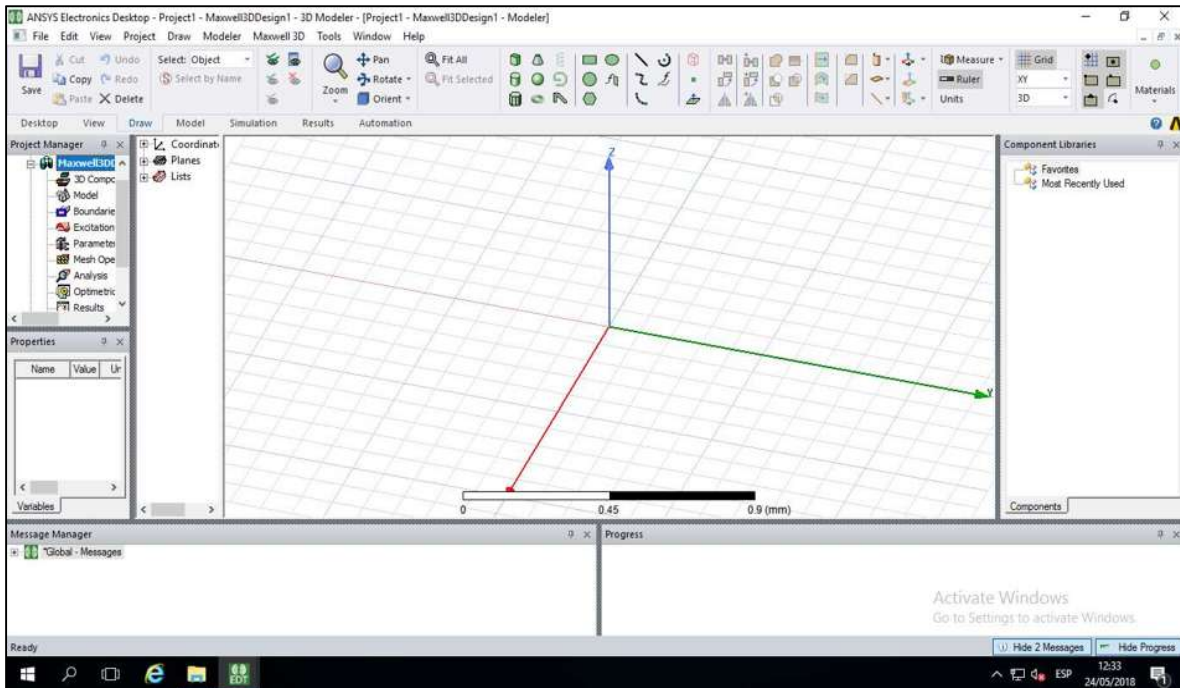 ANSYS Electronics Desktop - Project1 - Maxwell3DDesign1 - 3D Modeler - [Project1 - Maxwell3DDesign1 - Modeler]
File Edit View Project Draw Modeler Maxwell 3D Tools Window Help
Save
Cut Undo
Copy Redo
Paste Delete
Select: Object
Select by Name
Zoom
Pan
Rotate
Orient
Fit All
Fit Selected
Measure
Ruler
Units
Grid
XY
3D
Materials
Desktop View Draw Model Simulation Results Automation
Project Manager
Maxwell3DD
3D Compo
Model
Boundarie
Excitation
Parameter
Mesh Ope
Analysis
Optimetric
Results
Coordinat
Planes
Lists
Z
Y
0 0.45 0.9 (mm)
Component Libraries
Favorites
Most Recently Used
Components
Properties
Name Value Un
Variables
Message Manager
*Global - Messages
Progress
Activate Windows
Go to Settings to activate Windows.
Ready
Hide 2 Messages Hide Progress
EDT
ESP
12:33
24/05/2018